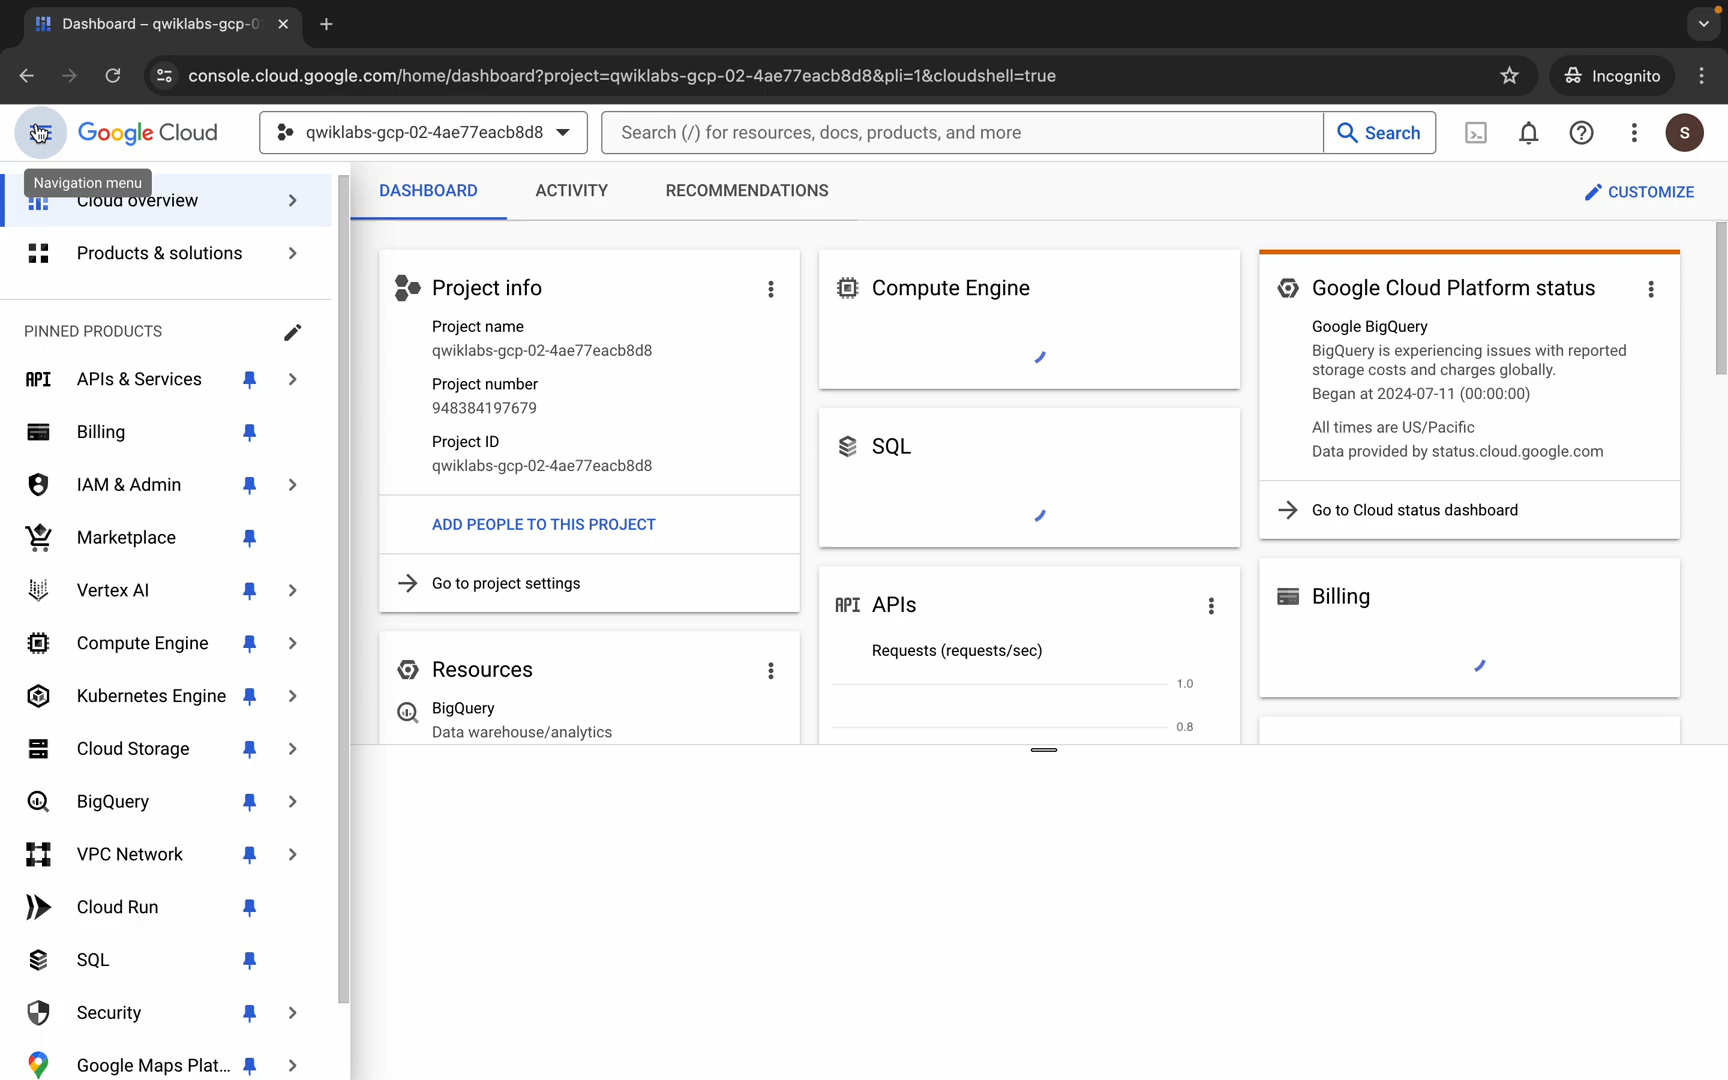 Dashboard – qwiklabs-gcp-0
console.cloud.google.com/home/dashboard?project=qwiklabs-gcp-02-4ae77eacb8d8&pli=1&cloudshell=true
Incognito
Google Cloud
qwiklabs-gcp-02-4ae77eacb8d8
Search (/) for resources, docs, products, and more
Search
S
Navigation menu
Cloud overview
Products & solutions
PINNED PRODUCTS
API
APIs & Services
Billing
IAM & Admin
Marketplace
Vertex AI
Compute Engine
Kubernetes Engine
Cloud Storage
BigQuery
VPC Network
Cloud Run
SQL
Security
Google Maps Plat...
DASHBOARD
ACTIVITY
RECOMMENDATIONS
CUSTOMIZE
Project info
Project name
qwiklabs-gcp-02-4ae77eacb8d8
Project number
948384197679
Project ID
qwiklabs-gcp-02-4ae77eacb8d8
ADD PEOPLE TO THIS PROJECT
Go to project settings
Resources
BigQuery
Data warehouse/analytics
Compute Engine
SQL
API
APIs
Requests (requests/sec)
1.0
0.8
Google Cloud Platform status
Google BigQuery
BigQuery is experiencing issues with reported
storage costs and charges globally.
Began at 2024-07-11 (00:00:00)
All times are US/Pacific
Data provided by status.cloud.google.com
Go to Cloud status dashboard
Billing